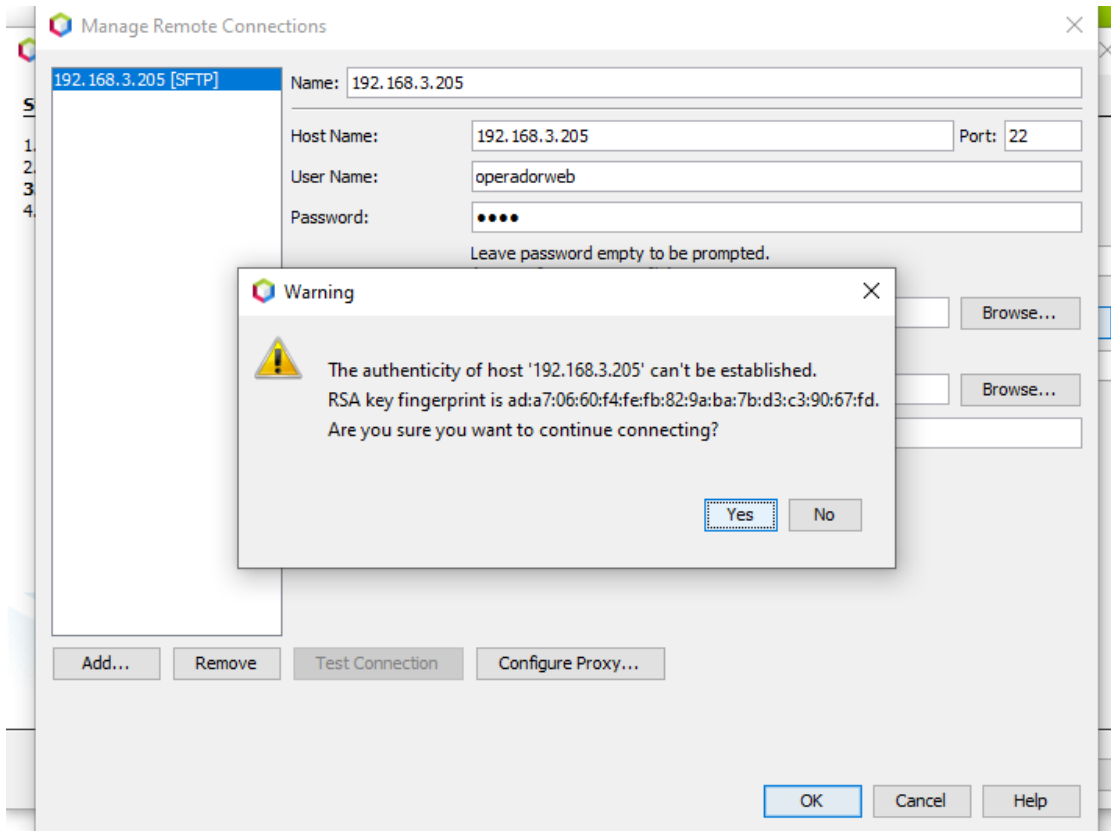 Manage Remote Connections
S
1.
2.
3
4.
192.168.3.205 [SFTP]
Name: 192.168.3.205
Host Name: 192.168.3.205 Port: 22
User Name: operadorweb
Password: ••••
Leave password empty to be prompted.
Warning
The authenticity of host '192.168.3.205' can't be established.
RSA key fingerprint is ad:a7:06:60:f4:fe:fb:82:9a:ba:7b:d3:c3:90:67:fd.
Are you sure you want to continue connecting?
Yes No
Browse...
Browse...
Add... Remove Test Connection Configure Proxy...
OK Cancel Help